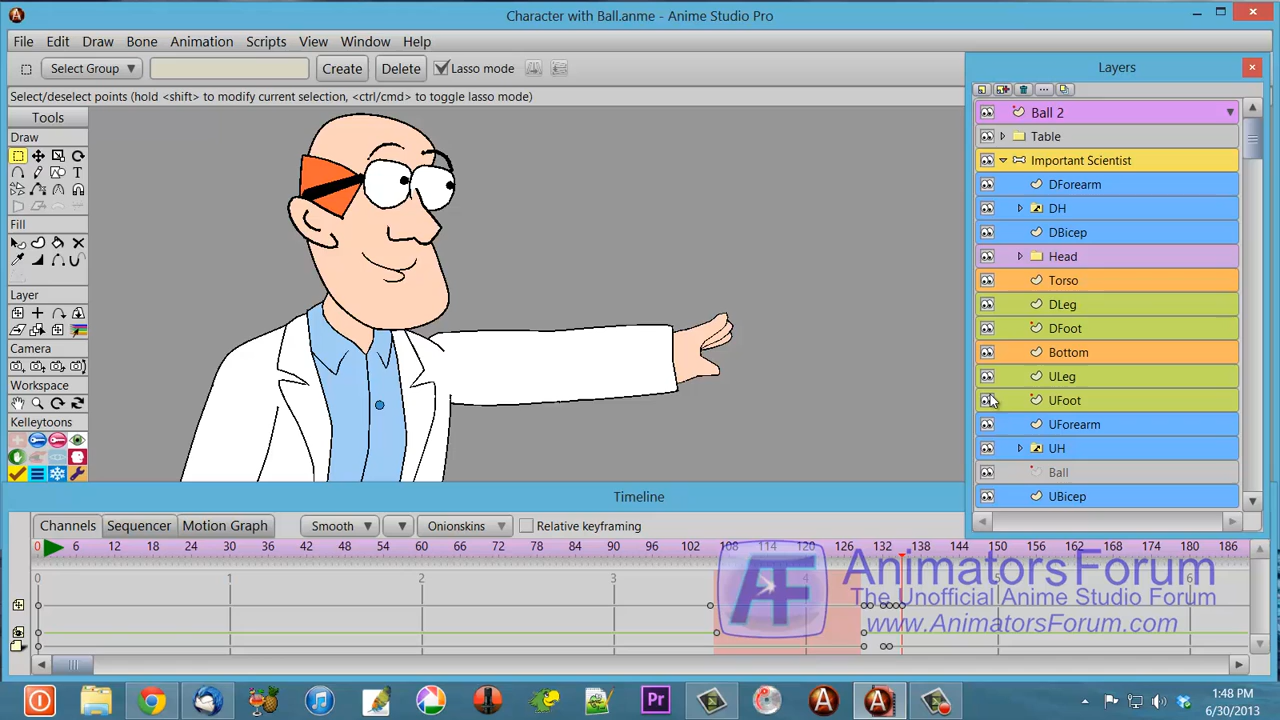 Character with Ball.anme - Anime Studio Pro
File Edit Draw Bone Animation Scripts View Window Help
Select Group Create Delete Lasso mode
Select/deselect points (hold <shift> to modify current selection, <ctrl/cmd> to toggle lasso mode)
Tools
Draw
T
Fill
Layer
Camera
Workspace
Kelleytoons
Layers
Ball 2
Table
Important Scientist
DForearm
DH
DBicep
Head
Torso
DLeg
DFoot
Bottom
ULeg
UFoot
UForearm
UH
Ball
UBicep
Timeline
Channels Sequencer Motion Graph Smooth Onionskins Relative keyframing
0 6 12 18 24 30 36 42 48 54 60 66 72 78 84 90 96 102 108 114 120 126 132 138 144 150 156 162 168 174 180 186
0 1 2 3 4 5 6
AF AnimatorsForum
The Unofficial Anime Studio Forum
www.AnimatorsForum.com
Pr
1:48 PM
6/30/2013